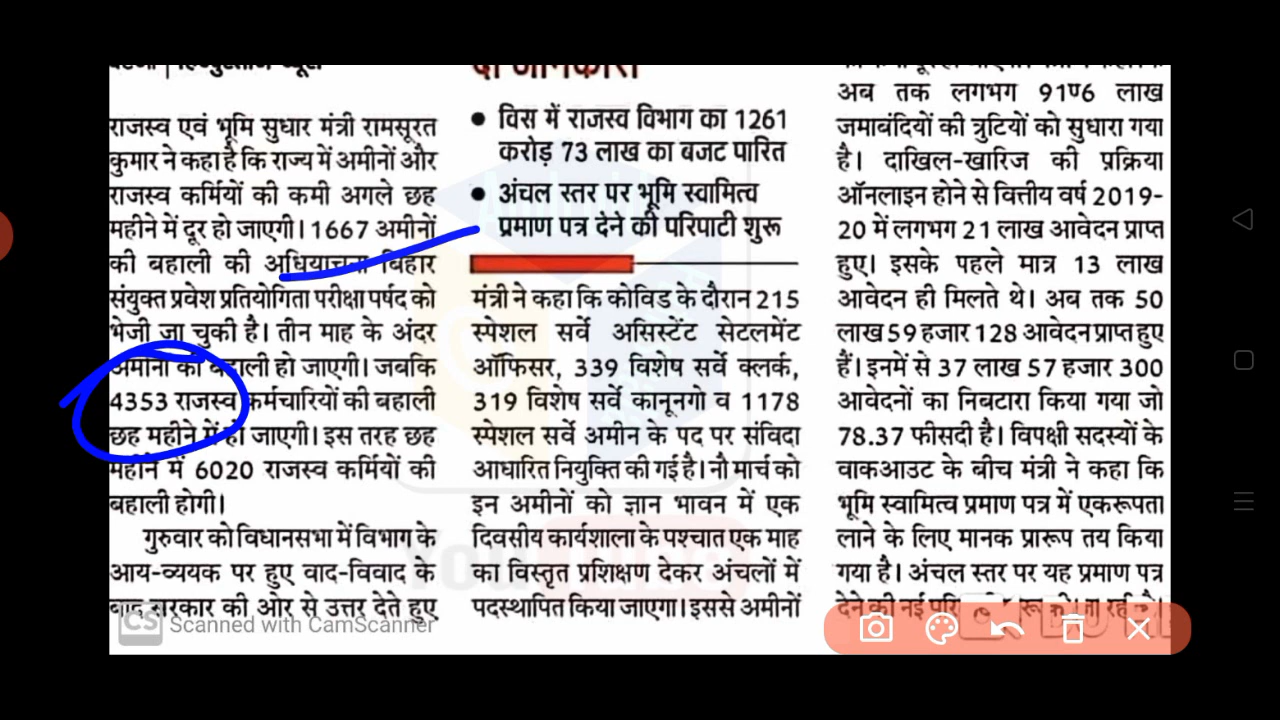 राजस्व एवं भूमि सुधार मंत्री रामसूरत
कुमार ने कहा है कि राज्य में अमीनों और
राजस्व कर्मियों की कमी अगले छह
महीने में दूर हो जाएगी। 1667 अमीनों
की बहाली की अधियाचना बिहार
संयुक्त प्रवेश प्रतियोगिता परीक्षा पर्षद को
भेजी जा चुकी है। तीन माह के अंदर
अमीनों की बहाली हो जाएगी। जबकि
4353 राजस्व कर्मचारियों की बहाली
छह महीने में हो जाएगी। इस तरह छह
महीने में 6020 राजस्व कर्मियों की
बहाली होगी।
गुरुवार को विधानसभा में विभाग के
आय-व्ययक पर हुए वाद-विवाद के
बाद सरकार की ओर से उत्तर देते हुए
CS Scanned with CamScanner
दी जानकारी
• विस में राजस्व विभाग का 1261
करोड़ 73 लाख का बजट पारित
• अंचल स्तर पर भूमि स्वामित्व
प्रमाण पत्र देने की परिपाटी शुरू
मंत्री ने कहा कि कोविड के दौरान 215
स्पेशल सर्वे असिस्टेंट सेटलमेंट
ऑफिसर, 339 विशेष सर्वे क्लर्क,
319 विशेष सर्वे कानूनगो व 1178
स्पेशल सर्वे अमीन के पद पर संविदा
आधारित नियुक्ति की गई है। नौ मार्च को
इन अमीनों को ज्ञान भावन में एक
दिवसीय कार्यशाला के पश्चात एक माह
का विस्तृत प्रशिक्षण देकर अंचलों में
पदस्थापित किया जाएगा। इससे अमीनों
अब तक लगभग 91७6 लाख
जमाबंदियों की त्रुटियों को सुधारा गया
है। दाखिल-खारिज की प्रक्रिया
ऑनलाइन होने से वित्तीय वर्ष 2019-
20 में लगभग 21 लाख आवेदन प्राप्त
हुए। इसके पहले मात्र 13 लाख
आवेदन ही मिलते थे। अब तक 50
लाख 59 हजार 128 आवेदन प्राप्त हुए
हैं। इनमें से 37 लाख 57 हजार 300
आवेदनों का निबटारा किया गया जो
78.37 फीसदी है। विपक्षी सदस्यों के
वाकआउट के बीच मंत्री ने कहा कि
भूमि स्वामित्व प्रमाण पत्र में एकरूपता
लाने के लिए मानक प्रारूप तय किया
गया है। अंचल स्तर पर यह प्रमाण पत्र
देने की नई